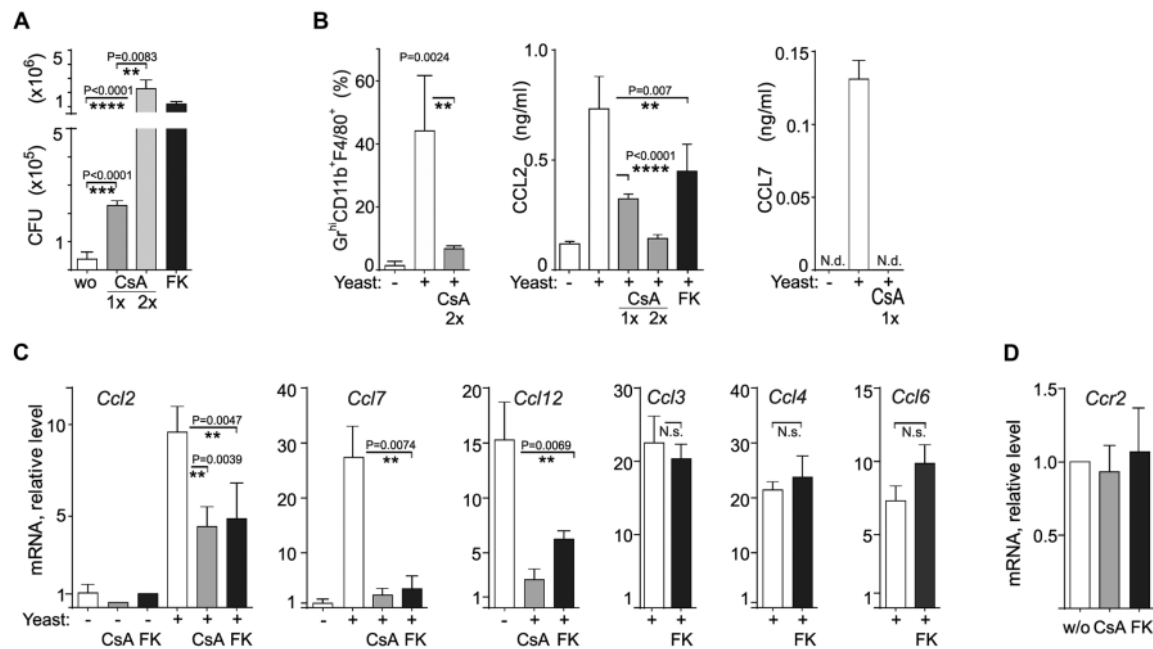 A
CFU (x10⁵) (x10⁶)
5
1
5
1
P=0.0083
**
P<0.0001
****
P<0.0001
***
wo CsA FK
1x 2x
B
Gr^hiCD11b⁺F4/80⁺ (%)
60
40
20
0
P=0.0024
**
Yeast: - + +
CsA
2x
CCL2 (ng/ml)
1.0
0.5
0
P=0.007
**
P<0.0001
****
Yeast: - + + + +
CsA FK
1x 2x
CCL7 (ng/ml)
0.15
0.1
0.05
0
N.d. N.d.
Yeast: - + +
CsA
1x
C
mRNA, relative level
Ccl2
10
5
1
P=0.0047
**
P=0.0039
**
Yeast: - - - + + +
CsA FK CsA FK
Ccl7
40
30
20
10
1
P=0.0074
**
- + + +
CsA FK
Ccl12
20
15
10
5
1
P=0.0069
**
- + +
CsA FK
Ccl3
30
20
10
1
N.s.
+ +
FK
Ccl4
40
30
20
10
1
N.s.
+ +
FK
Ccl6
15
10
5
1
N.s.
+ +
FK
D
mRNA, relative level
Ccr2
1.5
1.0
0.5
w/o CsA FK